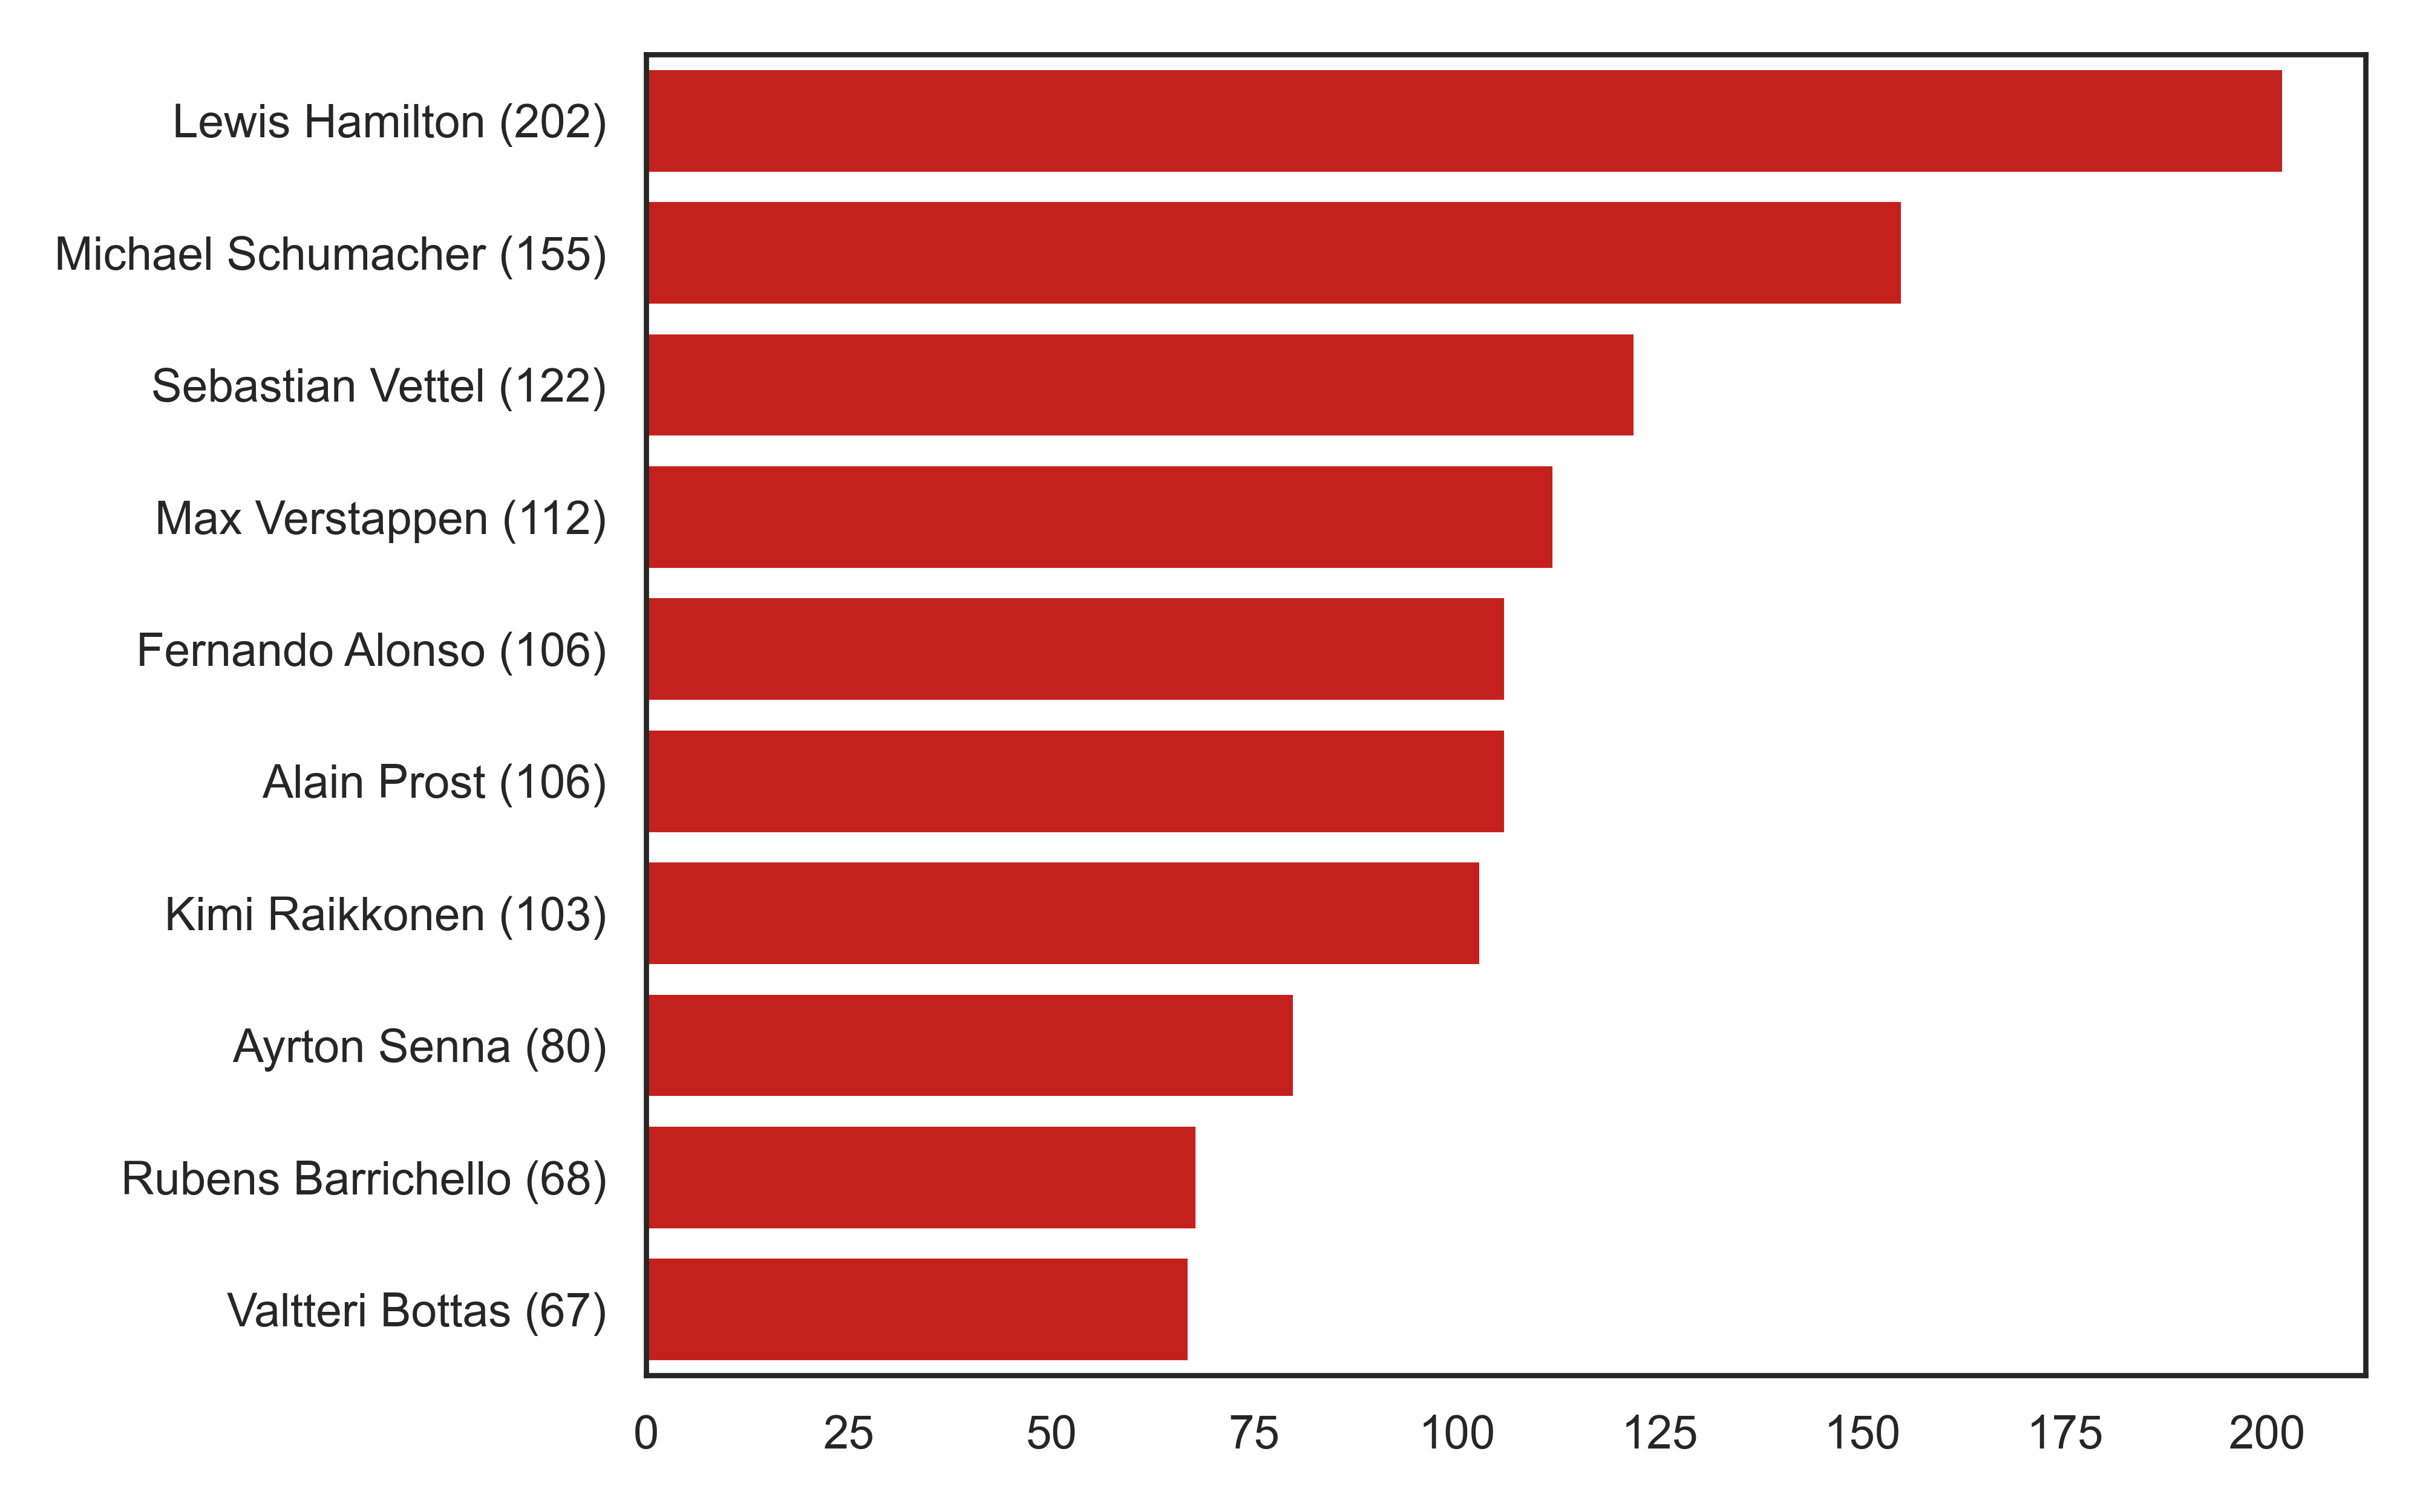 Lewis Hamilton (202)
Michael Schumacher (155)
Sebastian Vettel (122)
Max Verstappen (112)
Fernando Alonso (106)
Alain Prost (106)
Kimi Raikkonen (103)
Ayrton Senna (80)
Rubens Barrichello (68)
Valtteri Bottas (67)
0 25 50 75 100 125 150 175 200